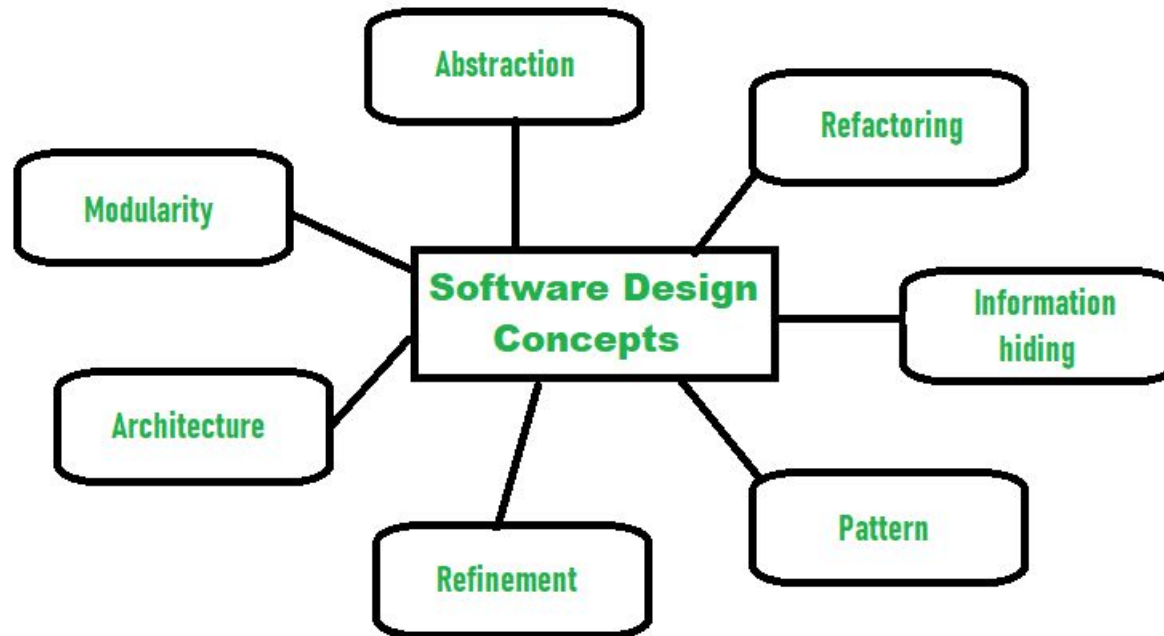 Abstraction
Refactoring
Modularity
Software Design
Concepts
Information
hiding
Architecture
Pattern
Refinement